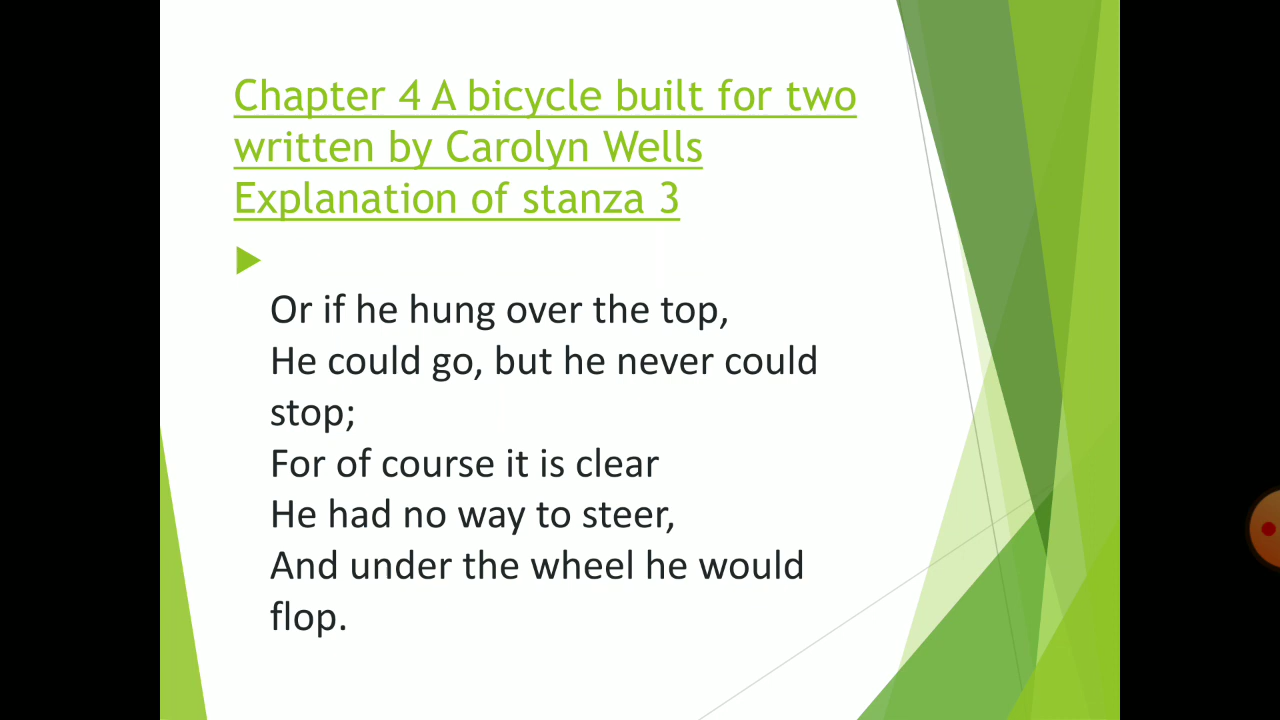 Chapter 4 A bicycle built for two
written by Carolyn Wells
Explanation of stanza 3
Or if he hung over the top,
He could go, but he never could
stop;
For of course it is clear
He had no way to steer,
And under the wheel he would
flop.